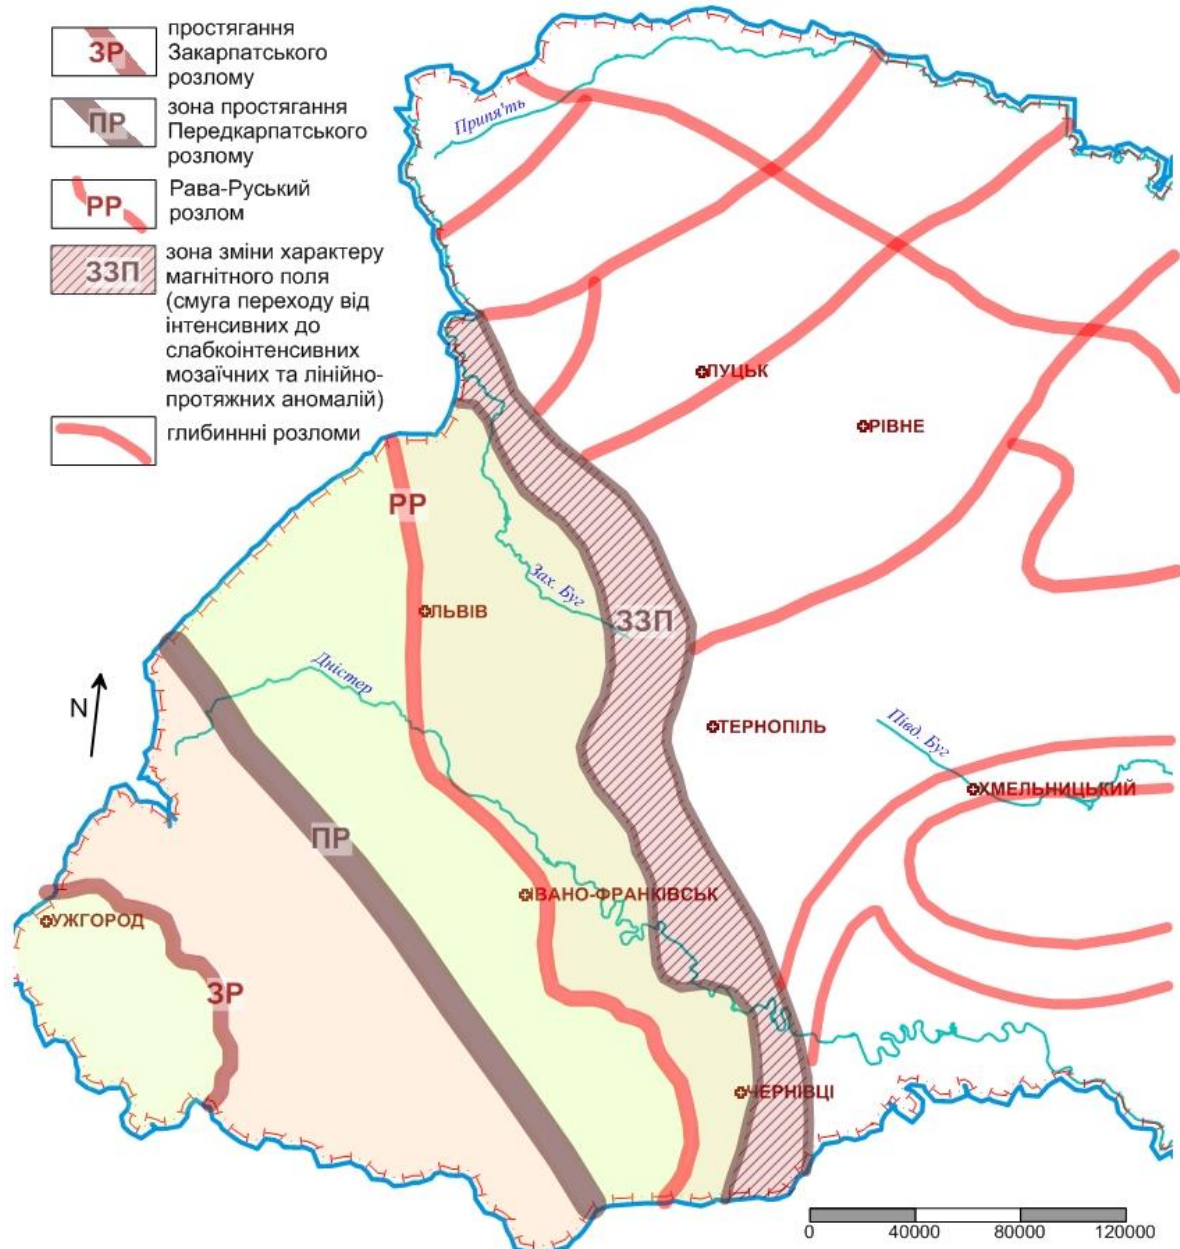 ЗР
простягання
Закарпатського
розлому
ПР
зона простягання
Передкарпатського
розлому
РР
Рава-Руський
розлом
ЗЗП
зона зміни характеру
магнітного поля
(смуга переходу від
інтенсивних до
слабкоінтенсивних
мозаїчних та лінійно-
протяжних аномалій)
глибиннні розломи
Прип'ять
ЛУЦЬК
РІВНЕ
РР
Зах. Буг
ЛЬВІВ
ЗЗП
Дністер
N
ТЕРНОПІЛЬ
Півд. Буг
ХМЕЛЬНИЦЬКИЙ
ПР
ІВАНО-ФРАНКІВСЬК
УЖГОРОД
ЗР
ЧЕРНІВЦІ
0 40000 80000 120000